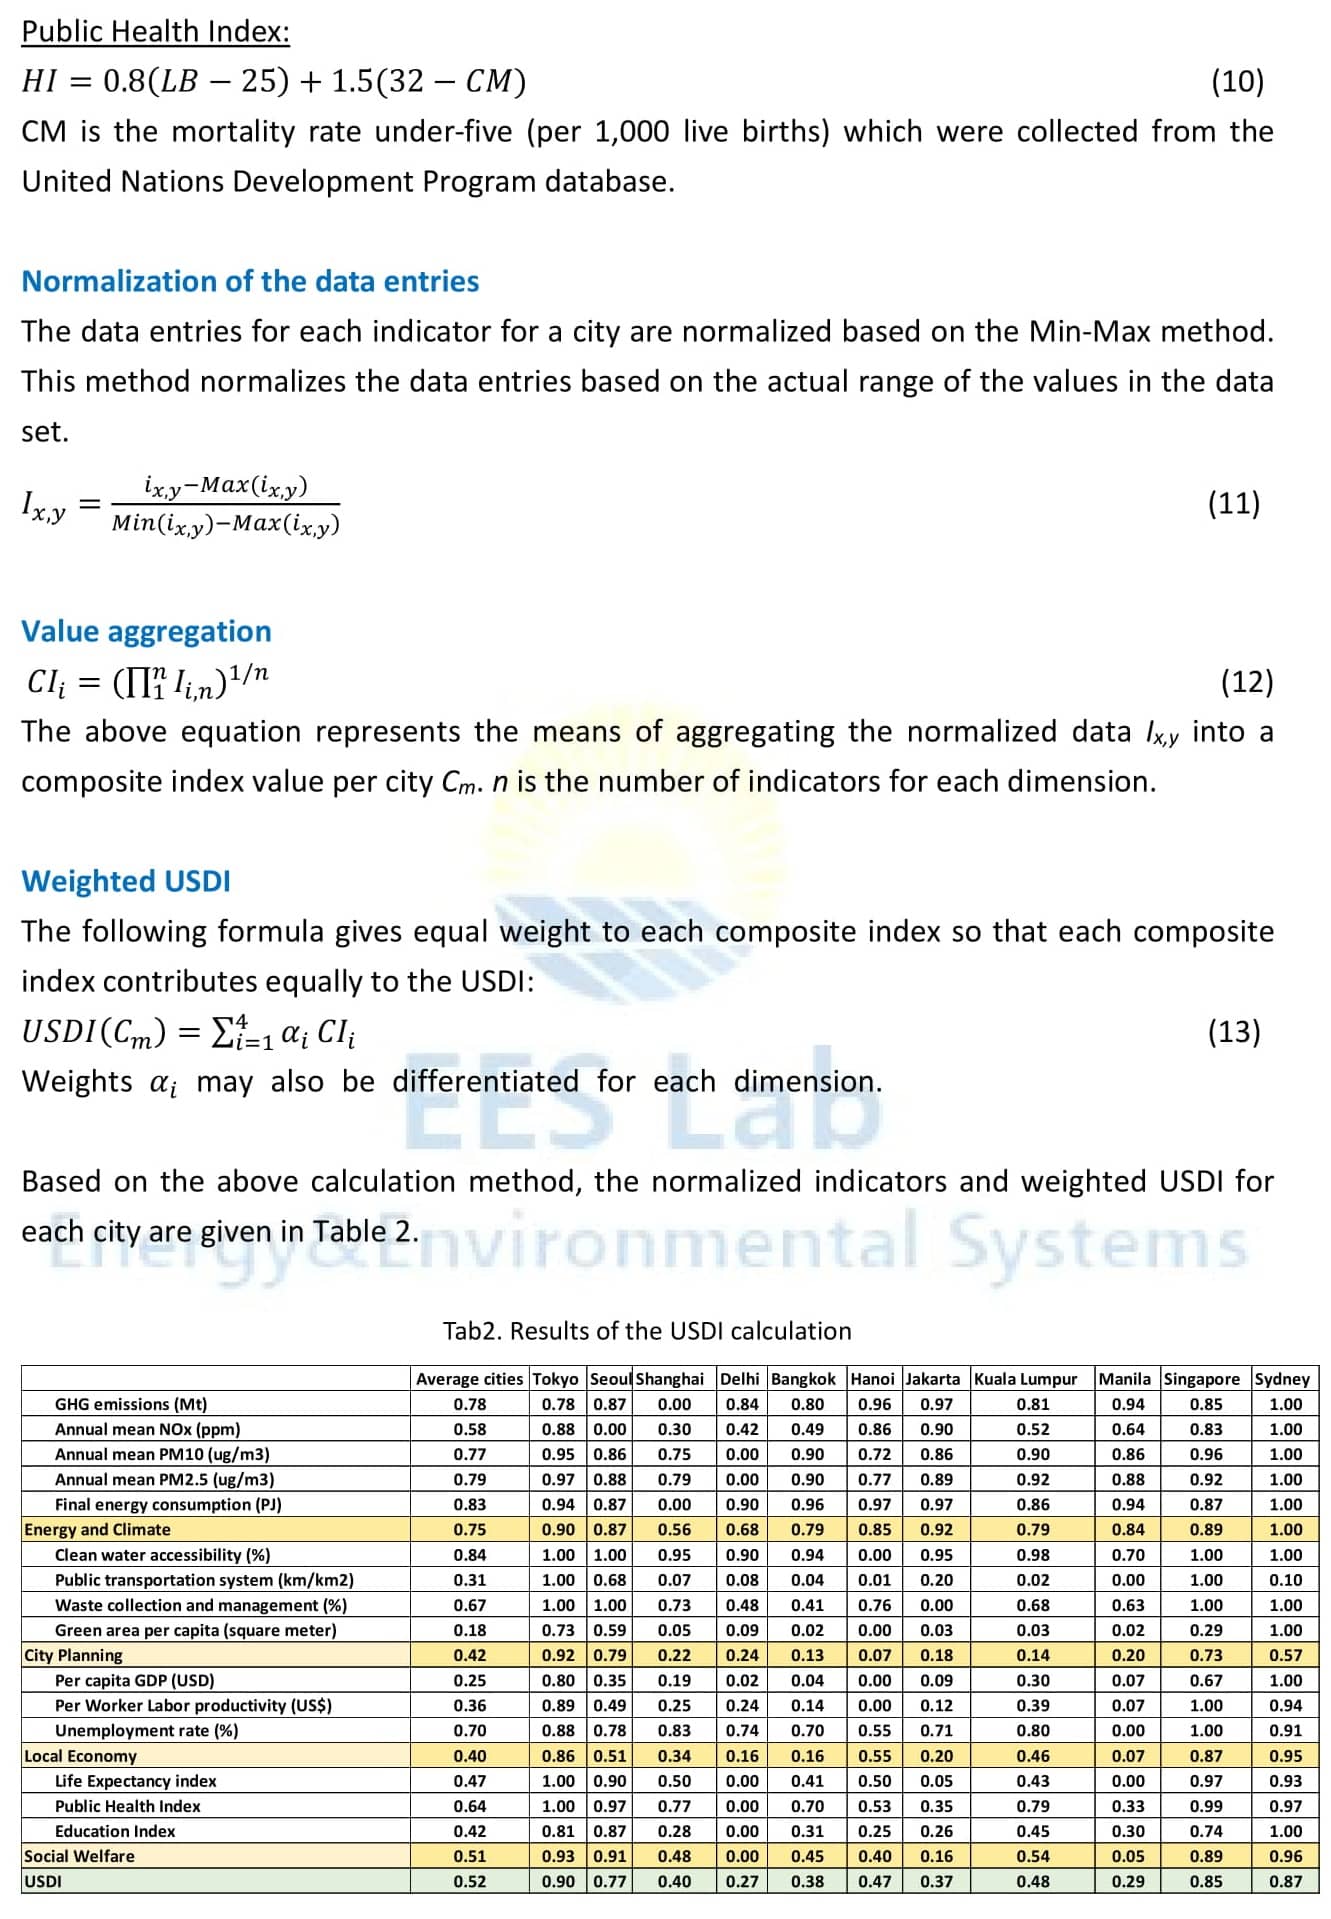 Public Health Index:
HI = 0.8(LB − 25) + 1.5(32 − CM) (10)
CM is the mortality rate under-five (per 1,000 live births) which were collected from the
United Nations Development Program database.
Normalization of the data entries
The data entries for each indicator for a city are normalized based on the Min-Max method.
This method normalizes the data entries based on the actual range of the values in the data
set.
I_{x,y} = \frac{i_{x,y}−Max(i_{x,y})}{Min(i_{x,y})−Max(i_{x,y})} (11)
Value aggregation
CI_i = (∏_1^n I_{i,n})^{1/n} (12)
The above equation represents the means of aggregating the normalized data I_{x,y} into a
composite index value per city C_m. n is the number of indicators for each dimension.
Weighted USDI
The following formula gives equal weight to each composite index so that each composite
index contributes equally to the USDI:
USDI(C_m) = ∑_{i=1}^4 α_i CI_i (13)
Weights α_i may also be differentiated for each dimension.
EES Lab
Based on the above calculation method, the normalized indicators and weighted USDI for
each city are given in Table 2.
Energy&Environmental Systems
Tab2. Results of the USDI calculation
Average cities Tokyo Seoul Shanghai Delhi Bangkok Hanoi Jakarta Kuala Lumpur Manila Singapore Sydney
GHG emissions (Mt) 0.78 0.78 0.87 0.00 0.84 0.80 0.96 0.97 0.81 0.94 0.85 1.00
Annual mean NOx (ppm) 0.58 0.88 0.00 0.30 0.42 0.49 0.86 0.90 0.52 0.64 0.83 1.00
Annual mean PM10 (ug/m3) 0.77 0.95 0.86 0.75 0.00 0.90 0.72 0.86 0.90 0.86 0.96 1.00
Annual mean PM2.5 (ug/m3) 0.79 0.97 0.88 0.79 0.00 0.90 0.77 0.89 0.92 0.88 0.92 1.00
Final energy consumption (PJ) 0.83 0.94 0.87 0.00 0.90 0.96 0.97 0.97 0.86 0.94 0.87 1.00
Energy and Climate 0.75 0.90 0.87 0.56 0.68 0.79 0.85 0.92 0.79 0.84 0.89 1.00
Clean water accessibility (%) 0.84 1.00 1.00 0.95 0.90 0.94 0.00 0.95 0.98 0.70 1.00 1.00
Public transportation system (km/km2) 0.31 1.00 0.68 0.07 0.08 0.04 0.01 0.20 0.02 0.00 1.00 0.10
Waste collection and management (%) 0.67 1.00 1.00 0.73 0.48 0.41 0.76 0.00 0.68 0.63 1.00 1.00
Green area per capita (square meter) 0.18 0.73 0.59 0.05 0.09 0.02 0.00 0.03 0.03 0.02 0.29 1.00
City Planning 0.42 0.92 0.79 0.22 0.24 0.13 0.07 0.18 0.14 0.20 0.73 0.57
Per capita GDP (USD) 0.25 0.80 0.35 0.19 0.02 0.04 0.00 0.09 0.30 0.07 0.67 1.00
Per Worker Labor productivity (US$) 0.36 0.89 0.49 0.25 0.24 0.14 0.00 0.12 0.39 0.07 1.00 0.94
Unemployment rate (%) 0.70 0.88 0.78 0.83 0.74 0.70 0.55 0.71 0.80 0.00 1.00 0.91
Local Economy 0.40 0.86 0.51 0.34 0.16 0.16 0.55 0.20 0.46 0.07 0.87 0.95
Life Expectancy index 0.47 1.00 0.90 0.50 0.00 0.41 0.50 0.05 0.43 0.00 0.97 0.93
Public Health Index 0.64 1.00 0.97 0.77 0.00 0.70 0.53 0.35 0.79 0.33 0.99 0.97
Education Index 0.42 0.81 0.87 0.28 0.00 0.31 0.25 0.26 0.45 0.30 0.74 1.00
Social Welfare 0.51 0.93 0.91 0.48 0.00 0.45 0.40 0.16 0.54 0.05 0.89 0.96
USDI 0.52 0.90 0.77 0.40 0.27 0.38 0.47 0.37 0.48 0.29 0.85 0.87